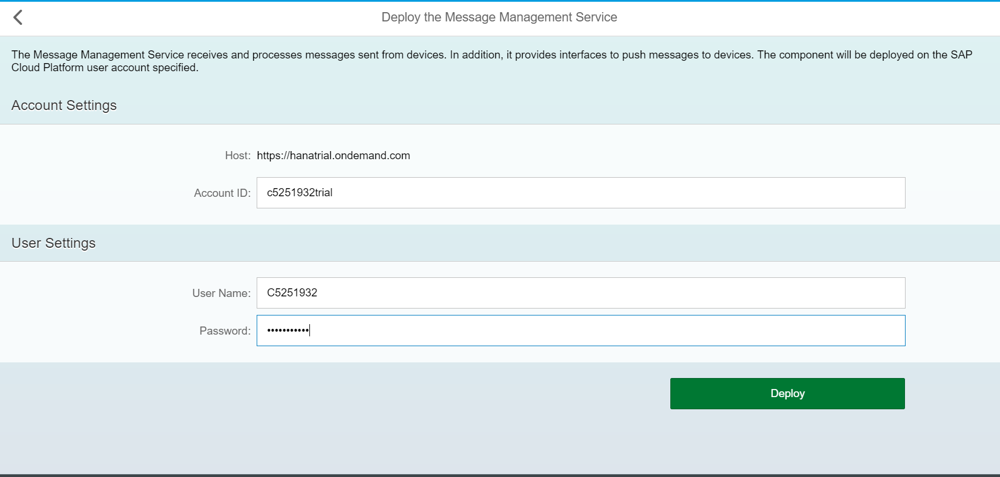 Deploy the Message Management Service
The Message Management Service receives and processes messages sent from devices. In addition, it provides interfaces to push messages to devices. The component will be deployed on the SAP
Cloud Platform user account specified.
Account Settings
Host: https://hanatrial.ondemand.com
Account ID: c5251932trial
User Settings
User Name: C5251932
Password: •••••••••••
Deploy